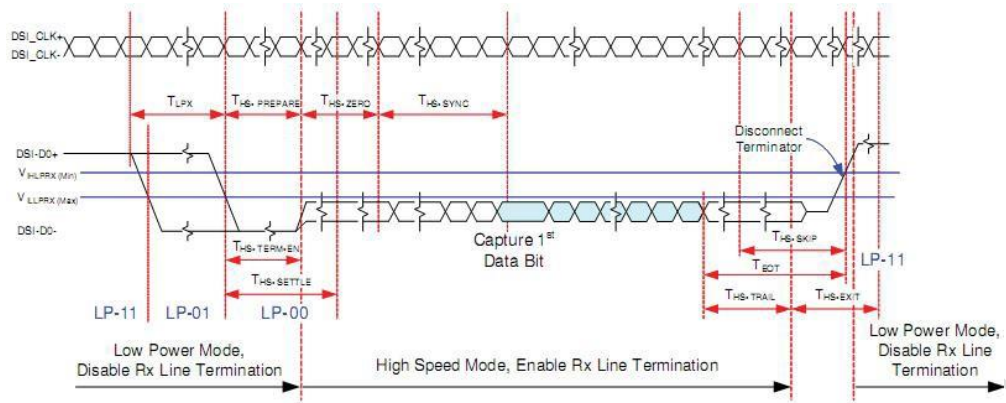 DSI_CLK+
DSI_CLK-
TLPX
THS-PREPARE
THS-ZERO
THS-SYNC
Disconnect
Terminator
DSI-D0+
VIHLPRX (Min)
VILLPRX (Max)
DSI-D0-
THS-TERM-EN
THS-SETTLE
Capture 1st
Data Bit
THS-SKIP
TEOT
THS-TRAIL
THS-EXIT
LP-11
LP-11
LP-01
LP-00
Low Power Mode,
Disable Rx Line Termination
High Speed Mode, Enable Rx Line Termination
Low Power Mode,
Disable Rx Line
Termination